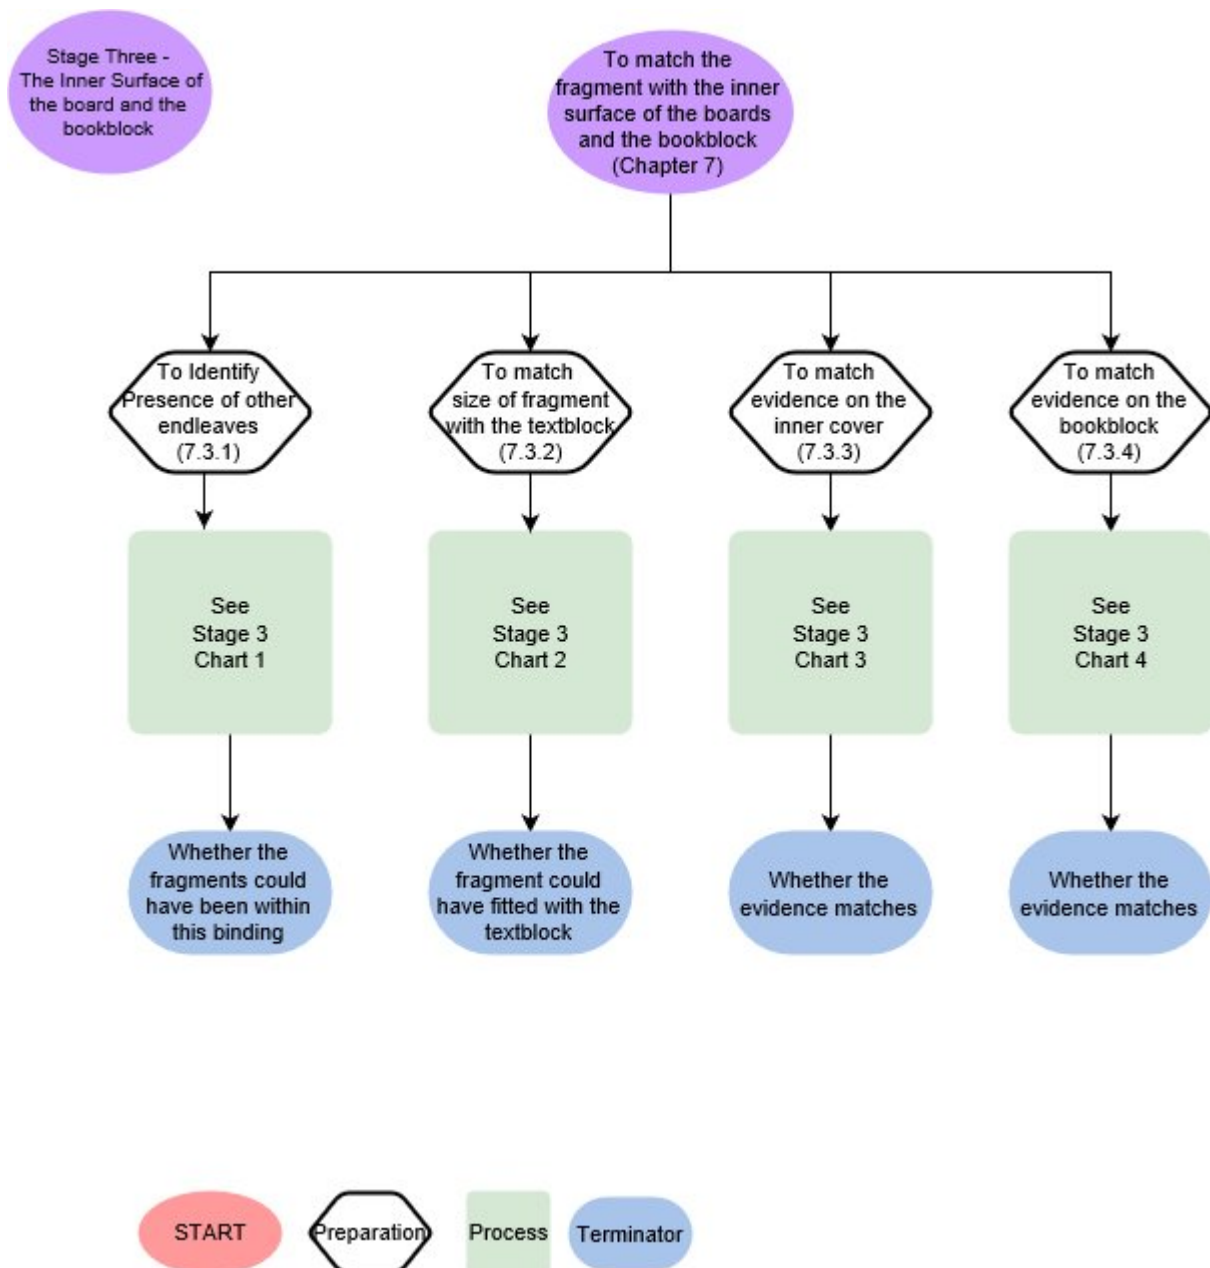 Stage Three -
The Inner Surface of
the board and the
bookblock
To match the
fragment with the inner
surface of the boards
and the bookblock
(Chapter 7)
To Identify
Presence of other
endleaves
(7.3.1)
To match
size of fragment
with the textblock
(7.3.2)
To match
evidence on the
inner cover
(7.3.3)
To match
evidence on the
bookblock
(7.3.4)
See
Stage 3
Chart 1
See
Stage 3
Chart 2
See
Stage 3
Chart 3
See
Stage 3
Chart 4
Whether the
fragments could
have been within
this binding
Whether the
fragment could
have fitted with the
textblock
Whether the
evidence matches
Whether the
evidence matches
START
Preparation
Process
Terminator